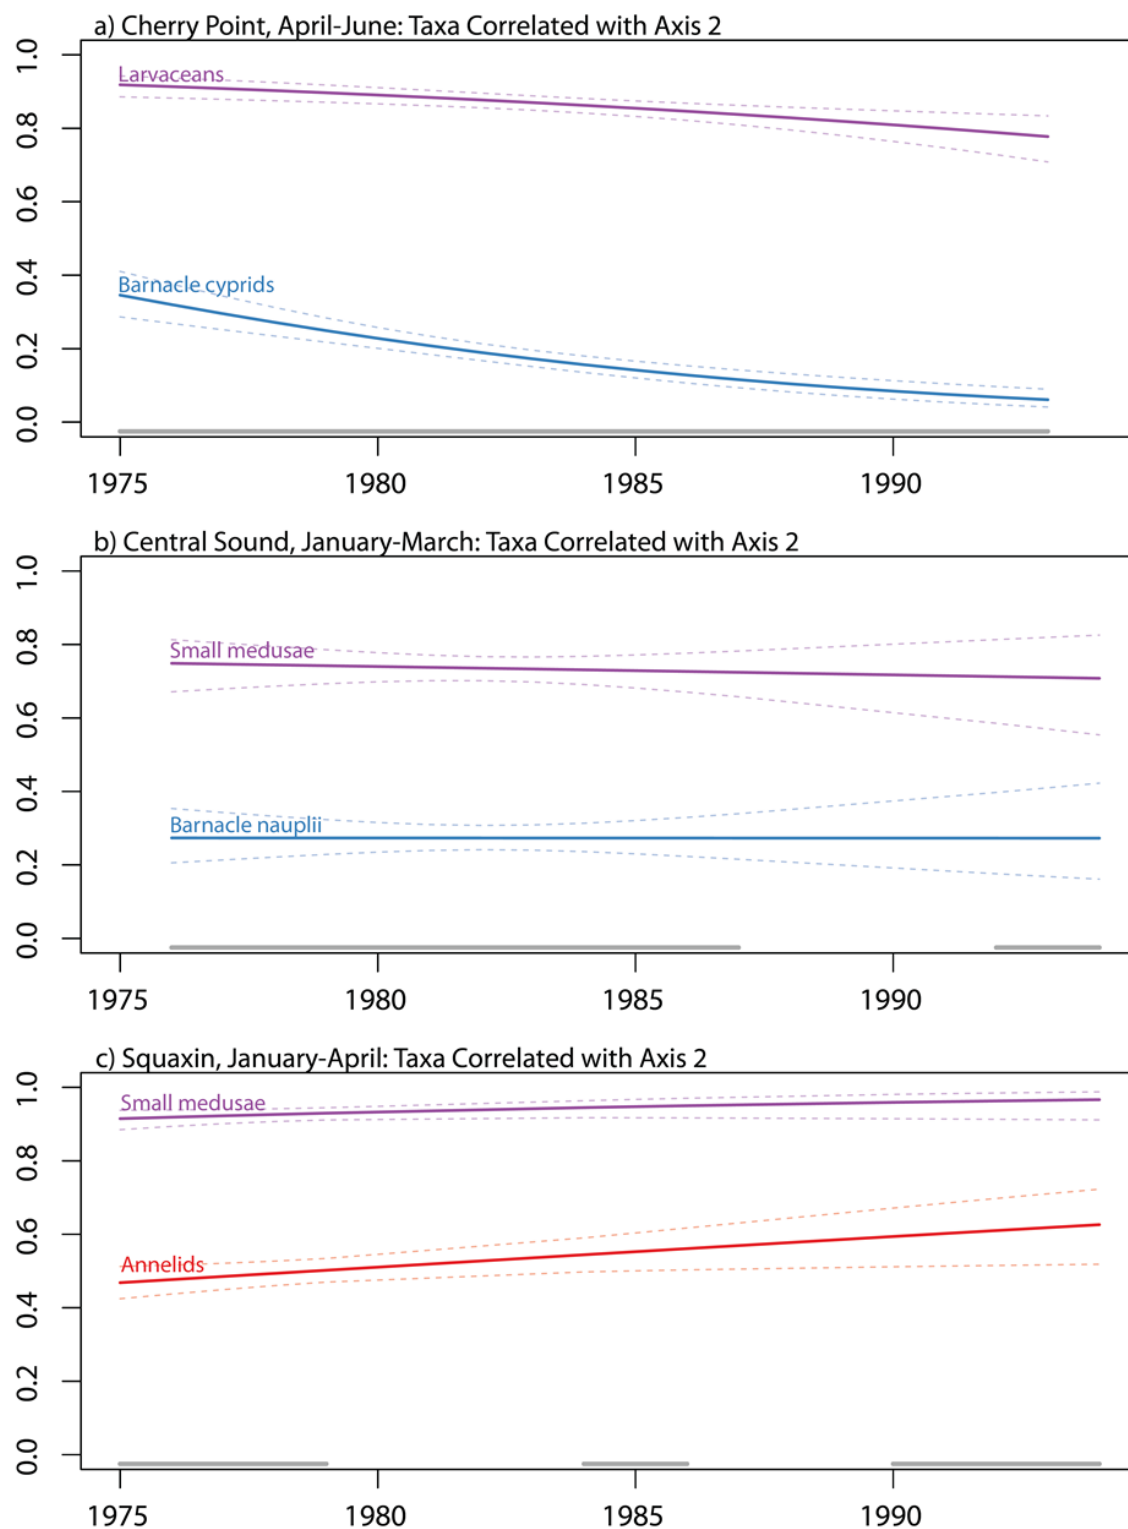 a) Cherry Point, April-June: Taxa Correlated with Axis 2
1.0
Larvaceans
0.8
0.6
0.4
Barnacle cyprids
0.2
0.0
1975 1980 1985 1990
b) Central Sound, January-March: Taxa Correlated with Axis 2
1.0
0.8
Small medusae
0.6
0.4
Barnacle nauplii
0.2
0.0
1975 1980 1985 1990
c) Squaxin, January-April: Taxa Correlated with Axis 2
1.0
Small medusae
0.8
0.6
Annelids
0.4
0.2
0.0
1975 1980 1985 1990